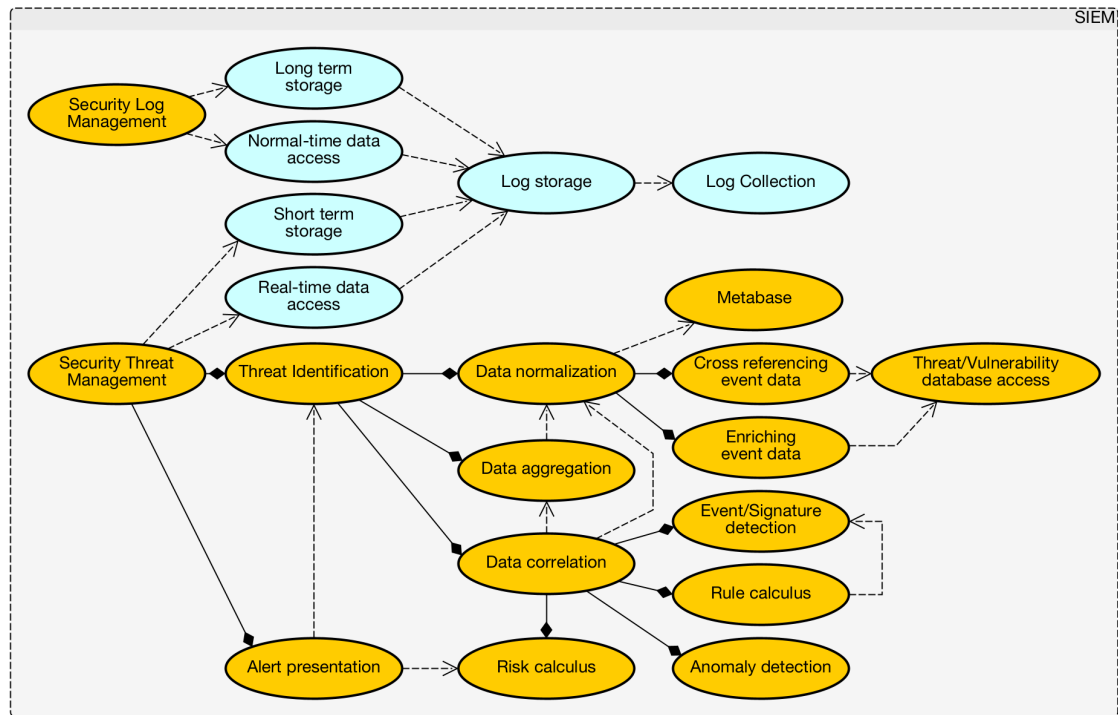 SIEM
Long term
storage
Security Log
Management
Normal-time data
access
Log storage
Log Collection
Short term
storage
Real-time data
access
Metabase
Security Threat
Management
Threat Identification
Data normalization
Cross referencing
event data
Threat/Vulnerability
database access
Enriching
event data
Data aggregation
Event/Signature
detection
Data correlation
Rule calculus
Alert presentation
Risk calculus
Anomaly detection